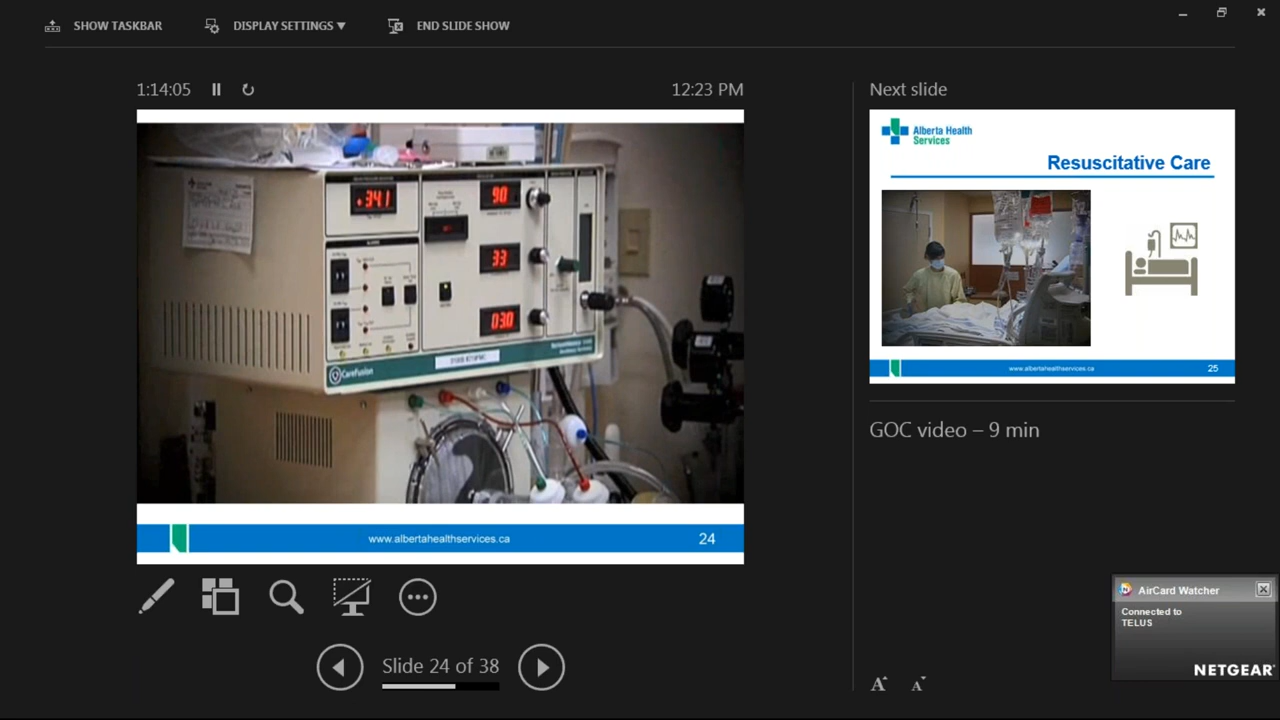 SHOW TASKBAR
DISPLAY SETTINGS ▼
END SLIDE SHOW
1:14:05
12:23 PM
90
33
03.0
CareFusion
www.albertahealthservices.ca
24
Slide 24 of 38
Next slide
Alberta Health
Services
Resuscitative Care
www.albertahealthservices.ca
25
GOC video – 9 min
A
A
AirCard Watcher
Connected to
TELUS
NETGEAR